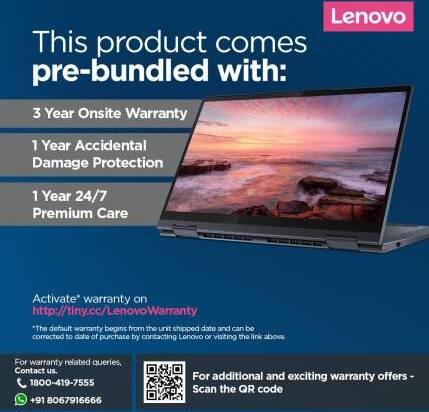 Lenovo
This product comes
pre-bundled with:
3 Year Onsite Warranty
1 Year Accidental
Damage Protection
1 Year 24/7
Premium Care
Activate* warranty on
http://tiny.cc/LenovoWarranty
*The default warranty begins from the unit shipped date and can be
corrected to date of purchase by contacting Lenovo or visiting the link above.
For warranty related queries,
Contact us.
1800-419-7555
+91 8067916666
For additional and exciting warranty offers -
Scan the QR code